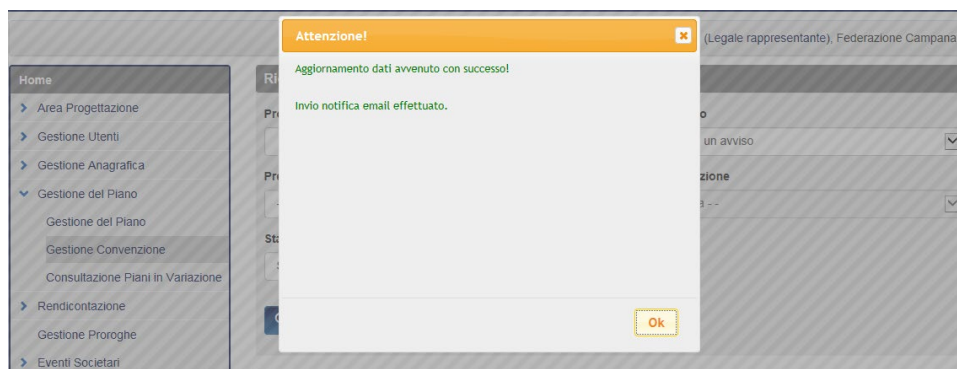 Attenzione!
(Legale rappresentante), Federazione Campana
Aggiornamento dati avvenuto con successo!
Invio notifica email effettuato.
Home
Area Progettazione
Gestione Utenti
Gestione Anagrafica
Gestione del Piano
Gestione del Piano
Gestione Convenzione
Consultazione Piani in Variazione
Rendicontazione
Gestione Proroghe
Eventi Societari
un avviso
Ok